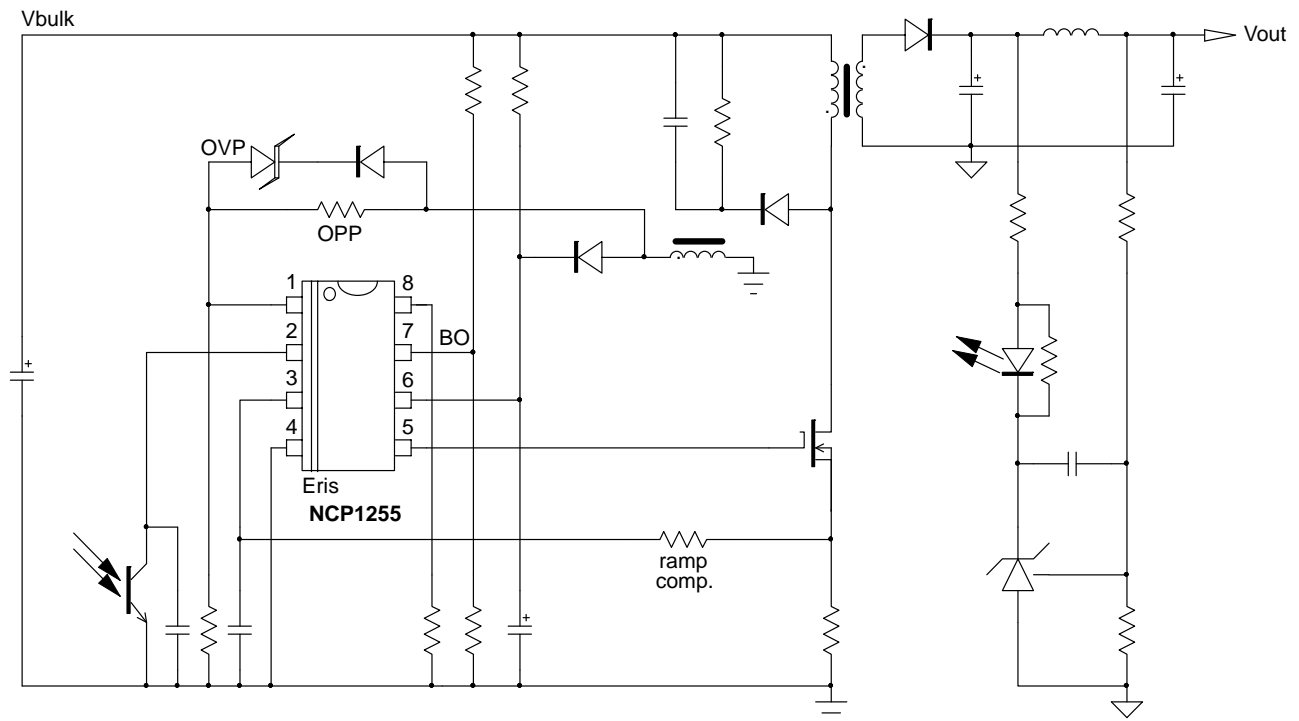 Vbulk
Vout
+
+
OVP
OPP
1
8
2
7
BO
3
6
4
5
+
Eris
NCP1255
ramp
comp.
+